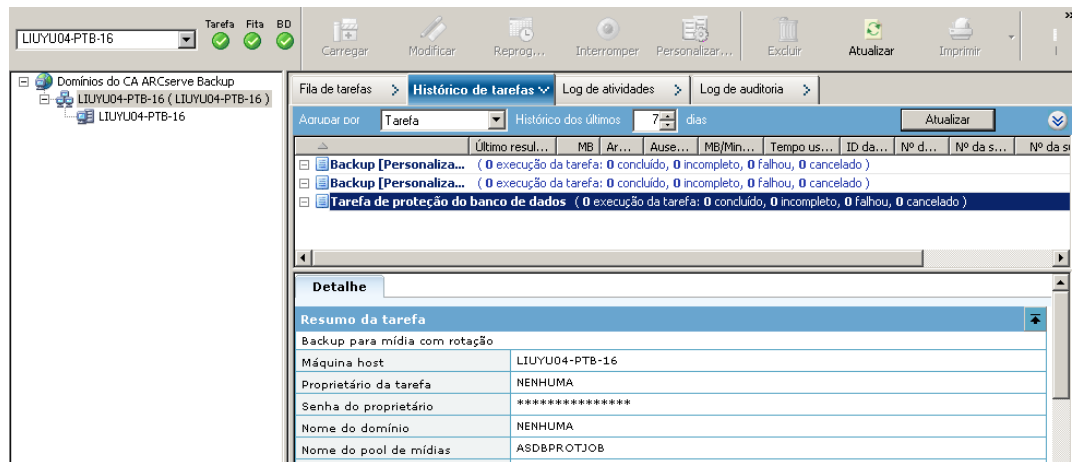 LIUYU04-PTB-16
Tarefa Fita BD
Carregar Modificar Reprog... Interromper Personalizar... Excluir Atualizar Imprimir
Domínios do CA ARCserve Backup
LIUYU04-PTB-16 ( LIUYU04-PTB-16 )
LIUYU04-PTB-16
Fila de tarefas Histórico de tarefas Log de atividades Log de auditoria
Agrupar por Tarefa Histórico dos últimos 7 dias Atualizar
Último resul... MB Ar... Ause... MB/Min... Tempo us... ID da... Nº d... Nº da s... Nº da su
Backup [Personaliza... ( 0 execução da tarefa: 0 concluído, 0 incompleto, 0 falhou, 0 cancelado )
Backup [Personaliza... ( 0 execução da tarefa: 0 concluído, 0 incompleto, 0 falhou, 0 cancelado )
Tarefa de proteção do banco de dados ( 0 execução da tarefa: 0 concluído, 0 incompleto, 0 falhou, 0 cancelado )
Detalhe
Resumo da tarefa
Backup para mídia com rotação
Máquina host LIUYU04-PTB-16
Proprietário da tarefa NENHUMA
Senha do proprietário ***************
Nome do domínio NENHUMA
Nome do pool de mídias ASDBPROTJOB